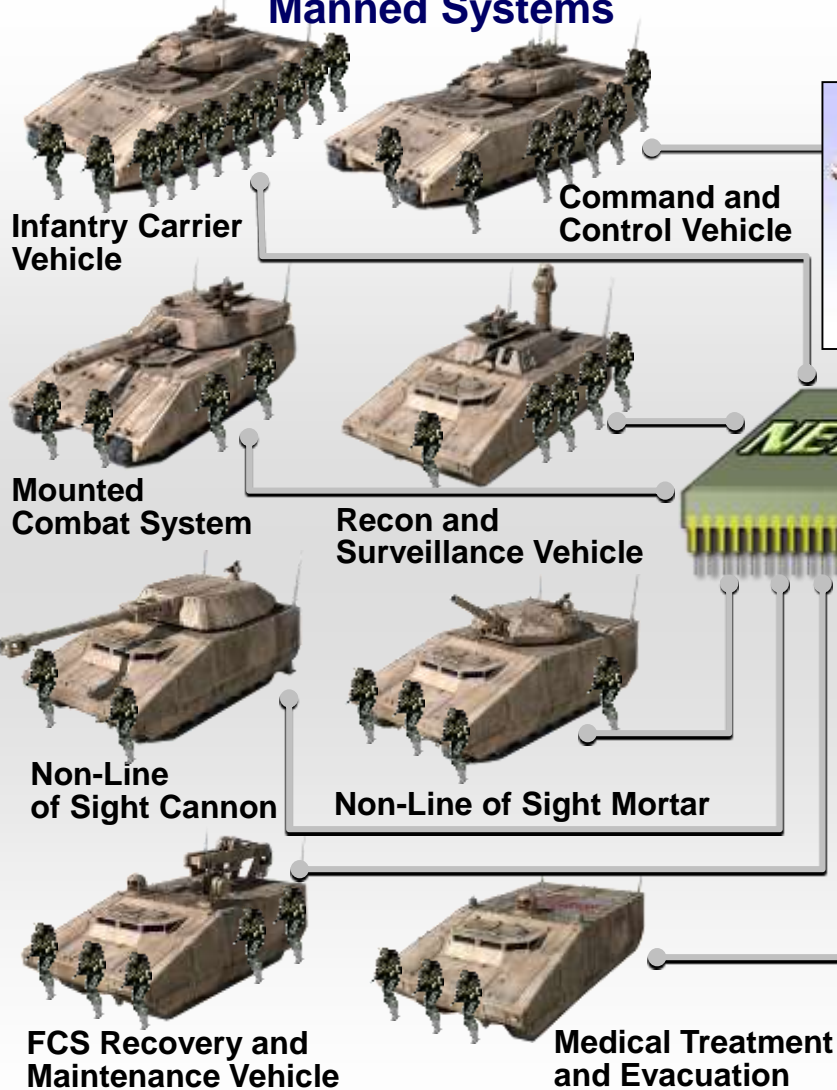 Manned Systems
Infantry Carrier
Vehicle
Command and
Control Vehicle
Mounted
Combat System
Recon and
Surveillance Vehicle
Non-Line
of Sight Cannon
Non-Line of Sight Mortar
FCS Recovery and
Maintenance Vehicle
Medical Treatment
and Evacuation